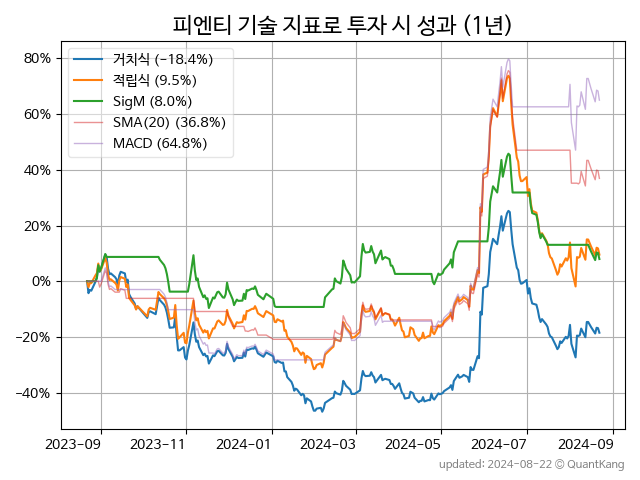 피엔티 기술 지표로 투자 시 성과 (1년)
80%
60%
40%
20%
0%
−20%
−40%
거치식 (-18.4%)
적립식 (9.5%)
SigM (8.0%)
SMA(20) (36.8%)
MACD (64.8%)
2023-09
2023-11
2024-01
2024-03
2024-05
2024-07
2024-09
updated: 2024-08-22 © QuantKang